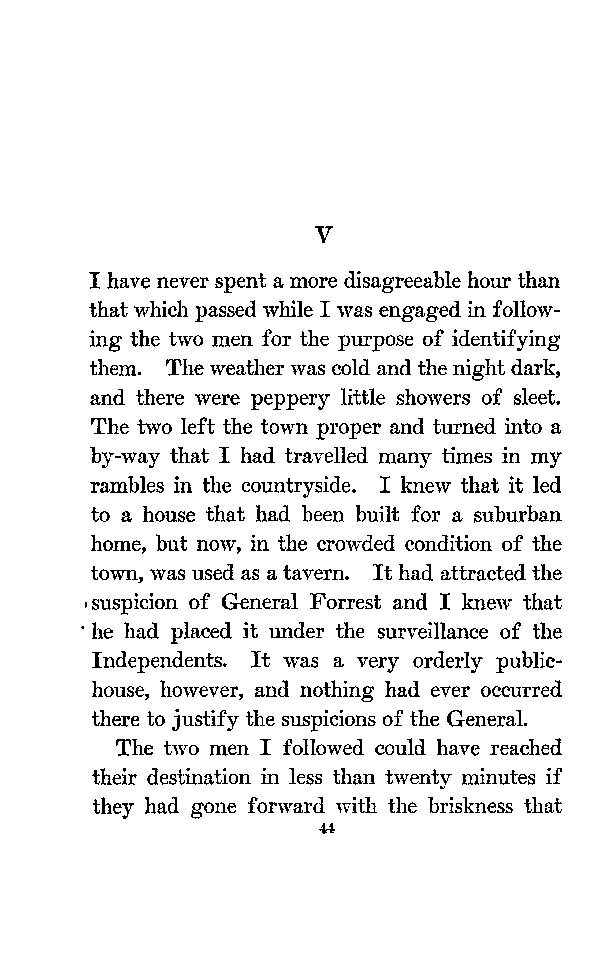 V
I have never spent a more disagreeable hour than
that which passed while I was engaged in follow-
ing the two men for the purpose of identifying
them. The weather was cold and the night dark,
and there were peppery little showers of sleet.
The two left the town proper and turned into a
by-way that I had travelled many times in my
rambles in the countryside. I knew that it led
to a house that had been built for a suburban
home, but now, in the crowded condition of the
town, was used as a tavern. It had attracted the
suspicion of General Forrest and I knew that
he had placed it under the surveillance of the
Independents. It was a very orderly public-
house, however, and nothing had ever occurred
there to justify the suspicions of the General.
The two men I followed could have reached
their destination in less than twenty minutes if
they had gone forward with the briskness that
44